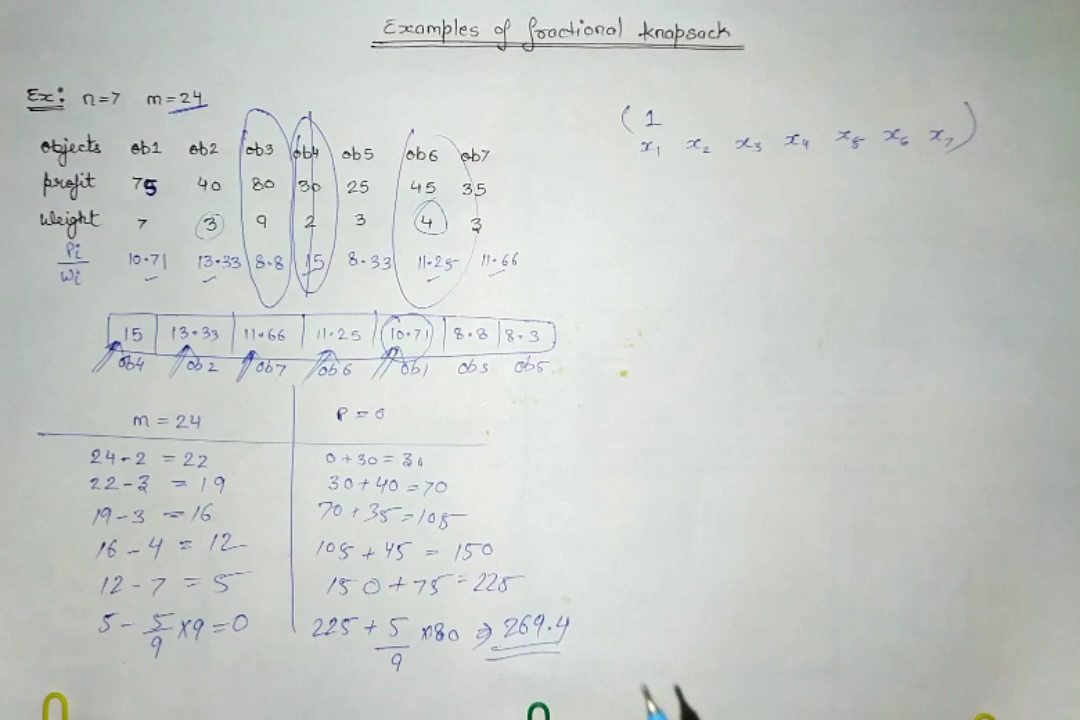 Examples of fractional knapsack
Ex: n=7 m=24
objects ob1 ob2 ob3 ob4 ob5 ob6 ob7
profit 75 40 80 30 25 45 35
Weight 7 3 9 2 3 4 3
Pi/Wi 10.71 13.33 8.8 15 8.33 11.25 11.66
15 13.33 11.66 11.25 10.71 8.8 8.3
ob4 ob2 ob7 ob6 ob1 ob3 ob5
m = 24 P = 0
24-2 = 22 0+30 = 30
22-3 = 19 30+40 = 70
19-3 = 16 70+35 = 105
16-4 = 12 105+45 = 150
12-7 = 5 150+75 = 225
5 - 5/9 x9 = 0 225 + 5/9 x80 ⇒ 269.4
( 1
x1 x2 x3 x4 x5 x6 x7 )